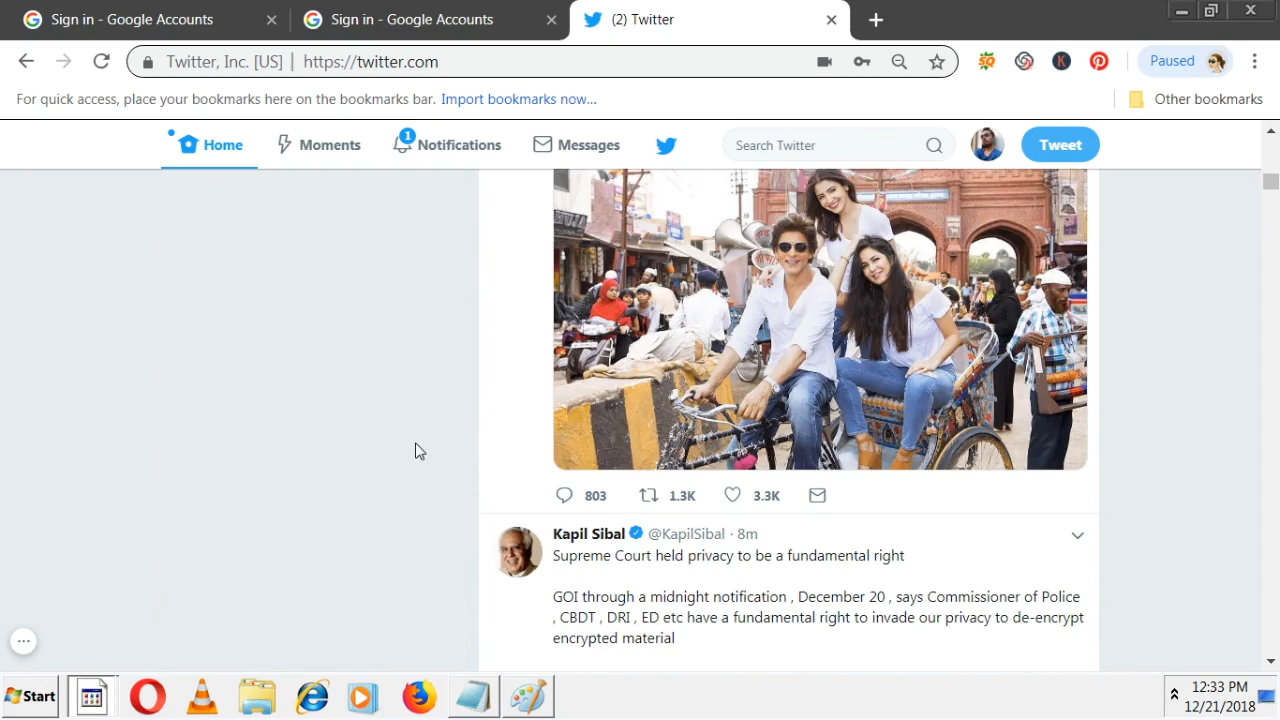 Sign in - Google Accounts
Sign in - Google Accounts
(2) Twitter
Twitter, Inc. [US] | https://twitter.com
Paused
For quick access, place your bookmarks here on the bookmarks bar. Import bookmarks now...
Other bookmarks
Home
Moments
1
Notifications
Messages
Search Twitter
Tweet
803
1.3K
3.3K
Kapil Sibal @KapilSibal · 8m
Supreme Court held privacy to be a fundamental right
GOI through a midnight notification , December 20 , says Commissioner of Police
, CBDT , DRI , ED etc have a fundamental right to invade our privacy to de-encrypt
encrypted material
Start
12:33 PM
12/21/2018